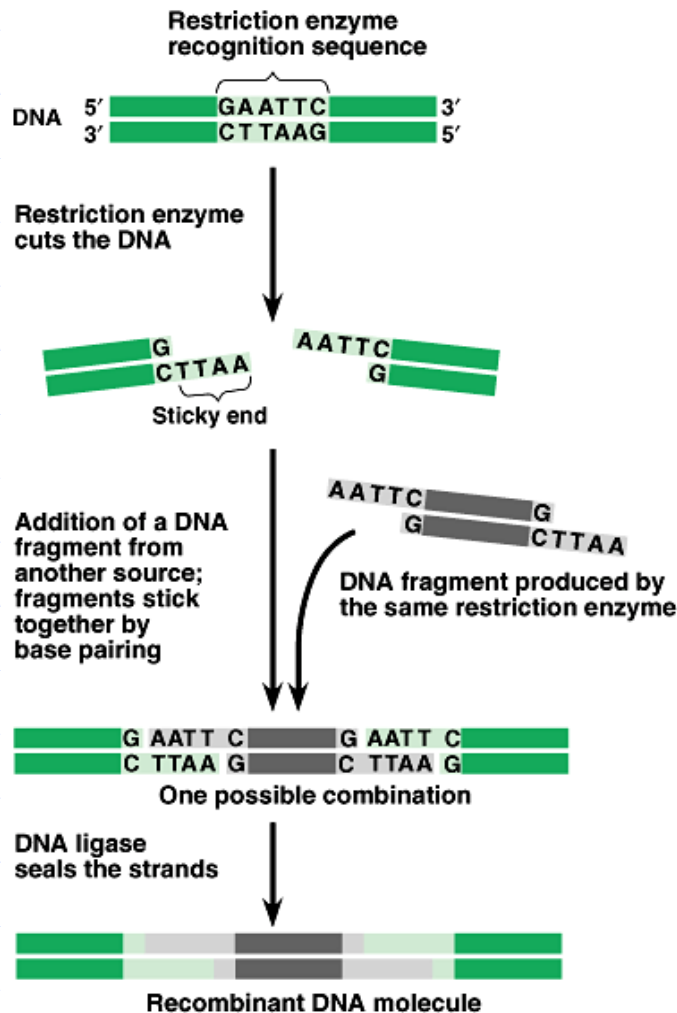 Restriction enzyme
recognition sequence
DNA
5′ GAATTC 3′
3′ CTTAAG 5′
Restriction enzyme
cuts the DNA
G
CTTAA
AATTC
G
Sticky end
AATTC G
G CTTAA
Addition of a DNA
fragment from
another source;
fragments stick
together by
base pairing
DNA fragment produced by
the same restriction enzyme
G AATT C G AATT C
C TTAA G C TTAA G
One possible combination
DNA ligase
seals the strands
Recombinant DNA molecule